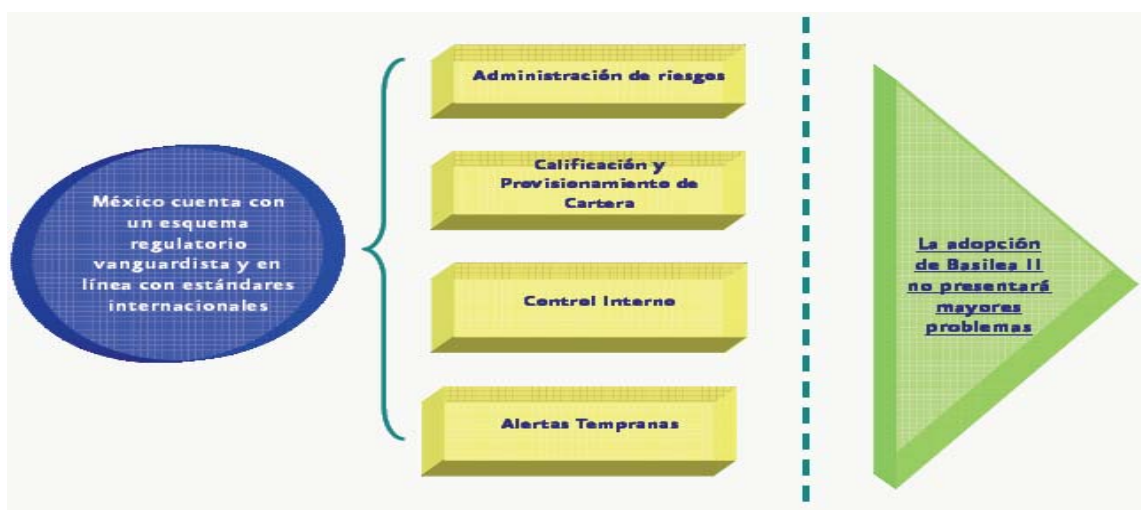 México cuenta con
un esquema
regulatorio
vanguardista y en
línea con estándares
internacionales
Administración de riesgos
Calificación y
Provisionamiento de
Cartera
Control Interno
Alertas Tempranas
La adopción
de Basilea II
no presentará
mayores
problemas